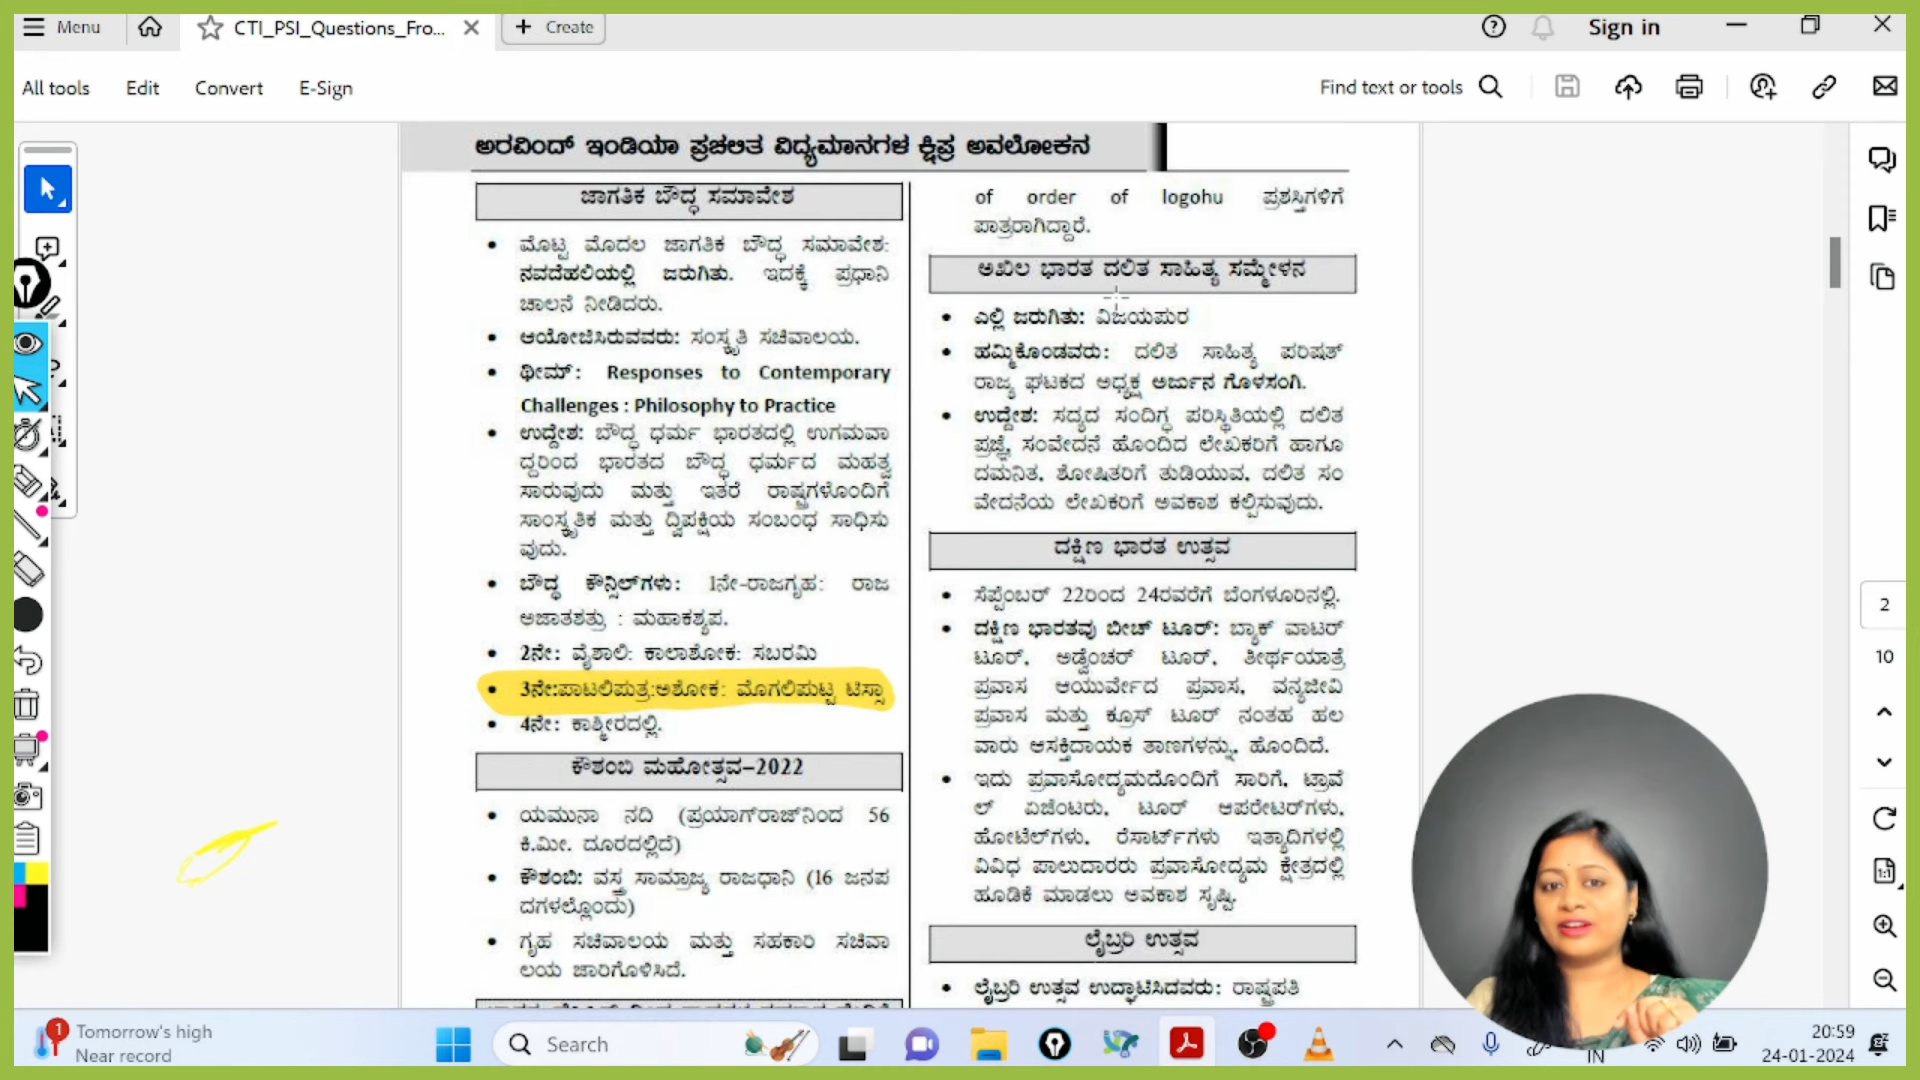 Menu
CTI_PSI_Questions_Fro...
Create
Sign in
All tools
Edit
Convert
E-Sign
Find text or tools
ಅರವಿಂದ್ ಇಂಡಿಯಾ ಪ್ರಚಲಿತ ವಿದ್ಯಮಾನಗಳ ಕ್ಷಿಪ್ರ ಅವಲೋಕನ
ಜಾಗತಿಕ ಬೌದ್ಧ ಸಮಾವೇಶ
• ಮೊಟ್ಟ ಮೊದಲ ಜಾಗತಿಕ ಬೌದ್ಧ ಸಮಾವೇಶ:
ನವದೆಹಲಿಯಲ್ಲಿ ಜರುಗಿತು. ಇದಕ್ಕೆ ಪ್ರಧಾನಿ
ಚಾಲನೆ ನೀಡಿದರು.
• ಆಯೋಜಿಸಿರುವವರು: ಸಂಸ್ಕೃತಿ ಸಚಿವಾಲಯ.
• ಥೀಮ್: Responses to Contemporary
Challenges : Philosophy to Practice
• ಉದ್ದೇಶ: ಬೌದ್ಧ ಧರ್ಮ ಭಾರತದಲ್ಲಿ ಉಗಮವಾ
ದ್ದರಿಂದ ಭಾರತದ ಬೌದ್ಧ ಧರ್ಮದ ಮಹತ್ವ
ಸಾರುವುದು ಮತ್ತು ಇತರೆ ರಾಷ್ಟ್ರಗಳೊಂದಿಗೆ
ಸಾಂಸ್ಕೃತಿಕ ಮತ್ತು ದ್ವಿಪಕ್ಷಿಯ ಸಂಬಂಧ ಸಾಧಿಸು
ವುದು.
• ಬೌದ್ಧ ಕೌನ್ಸಿಲ್‌ಗಳು: 1ನೇ-ರಾಜಗೃಹ: ರಾಜ
ಅಜಾತಶತ್ರು : ಮಹಾಕಶ್ಯಪ.
• 2ನೇ: ವೈಶಾಲಿ: ಕಾಲಾಶೋಕ: ಸಬರಮಿ
• 3ನೇ:ಪಾಟಲಿಪುತ್ರ:ಅಶೋಕ: ಮೊಗಲಿಪುಟ್ಟ ಟಿಸ್ಸಾ
• 4ನೇ: ಕಾಶ್ಮೀರದಲ್ಲಿ.
ಕೌಶಂಬಿ ಮಹೋತ್ಸವ–2022
• ಯಮುನಾ ನದಿ (ಪ್ರಯಾಗ್‌ರಾಜ್‌ನಿಂದ 56
ಕಿ.ಮೀ. ದೂರದಲ್ಲಿದೆ)
• ಕೌಶಂಬಿ: ವಸ್ತ್ರ ಸಾಮ್ರಾಜ್ಯ ರಾಜಧಾನಿ (16 ಜನಪ
ದಗಳಲ್ಲೊಂದು)
• ಗೃಹ ಸಚಿವಾಲಯ ಮತ್ತು ಸಹಕಾರಿ ಸಚಿವಾ
ಲಯ ಜಾರಿಗೊಳಿಸಿದೆ.
of order of logohu ಪ್ರಶಸ್ತಿಗಳಿಗೆ
ಪಾತ್ರರಾಗಿದ್ದಾರೆ.
ಅಖಿಲ ಭಾರತ ದಲಿತ ಸಾಹಿತ್ಯ ಸಮ್ಮೇಳನ
• ಎಲ್ಲಿ ಜರುಗಿತು: ವಿಜಯಪುರ
• ಹಮ್ಮಿಕೊಂಡವರು: ದಲಿತ ಸಾಹಿತ್ಯ ಪರಿಷತ್
ರಾಜ್ಯ ಘಟಕದ ಅಧ್ಯಕ್ಷ ಅರ್ಜುನ ಗೊಳಸಂಗಿ.
• ಉದ್ದೇಶ: ಸದ್ಯದ ಸಂದಿಗ್ಧ ಪರಿಸ್ಥಿತಿಯಲ್ಲಿ ದಲಿತ
ಪ್ರಜ್ಞೆ, ಸಂವೇದನೆ ಹೊಂದಿದ ಲೇಖಕರಿಗೆ ಹಾಗೂ
ದಮನಿತ, ಶೋಷಿತರಿಗೆ ತುಡಿಯುವ, ದಲಿತ ಸಂ
ವೇದನೆಯ ಲೇಖಕರಿಗೆ ಅವಕಾಶ ಕಲ್ಪಿಸುವುದು.
ದಕ್ಷಿಣ ಭಾರತ ಉತ್ಸವ
• ಸೆಪ್ಟೆಂಬರ್ 22ರಿಂದ 24ರವರೆಗೆ ಬೆಂಗಳೂರಿನಲ್ಲಿ.
• ದಕ್ಷಿಣ ಭಾರತವು ಬೀಚ್ ಟೂರ್: ಬ್ಯಾಕ್ ವಾಟರ್
ಟೂರ್, ಅಡ್ವೆಂಚರ್ ಟೂರ್, ತೀರ್ಥಯಾತ್ರೆ
ಪ್ರವಾಸ ಆಯುರ್ವೇದ ಪ್ರವಾಸ, ವನ್ಯಜೀವಿ
ಪ್ರವಾಸ ಮತ್ತು ಕ್ರೂಸ್ ಟೂರ್ ನಂತಹ ಹಲ
ವಾರು ಆಸಕ್ತಿದಾಯಕ ತಾಣಗಳನ್ನು, ಹೊಂದಿದೆ.
• ಇದು ಪ್ರವಾಸೋದ್ಯಮದೊಂದಿಗೆ ಸಾರಿಗೆ, ಟ್ರಾವೆ
ಲ್ ಏಜೆಂಟರು, ಟೂರ್ ಆಪರೇಟರ್‌ಗಳು,
ಹೋಟೆಲ್‌ಗಳು, ರೆಸಾರ್ಟ್‌ಗಳು ಇತ್ಯಾದಿಗಳಲ್ಲಿ
ವಿವಿಧ ಪಾಲುದಾರರು ಪ್ರವಾಸೋದ್ಯಮ ಕ್ಷೇತ್ರದಲ್ಲಿ
ಹೂಡಿಕೆ ಮಾಡಲು ಅವಕಾಶ ಸೃಷ್ಟಿ.
ಲೈಬ್ರರಿ ಉತ್ಸವ
• ಲೈಬ್ರರಿ ಉತ್ಸವ ಉದ್ಘಾಟಿಸಿದವರು: ರಾಷ್ಟ್ರಪತಿ
2
10
1
Tomorrow's high
Near record
Search
IN
20:59
24-01-2024